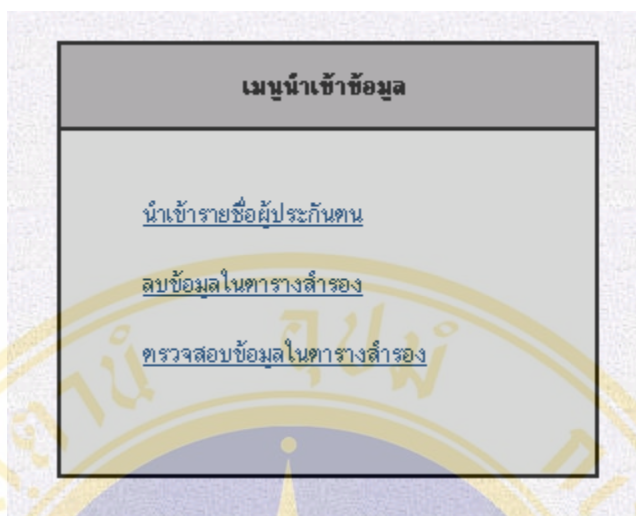 เมนูนำเข้าข้อมูล
นำเข้ารายชื่อผู้ประกันตน
ลบข้อมูลในตารางสำรอง
ตรวจสอบข้อมูลในตารางสำรอง